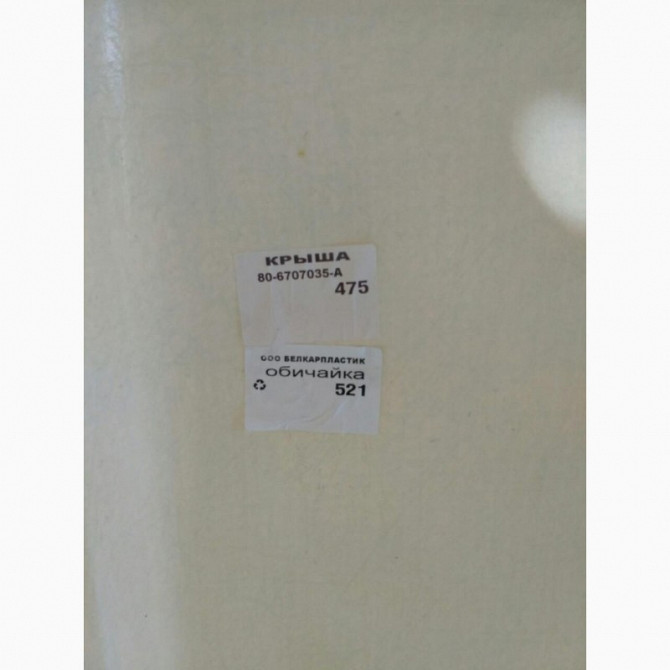 КРЫША
80-6707035-А
475
ООО БЕЛКАРПЛАСТИК
обичайка
521